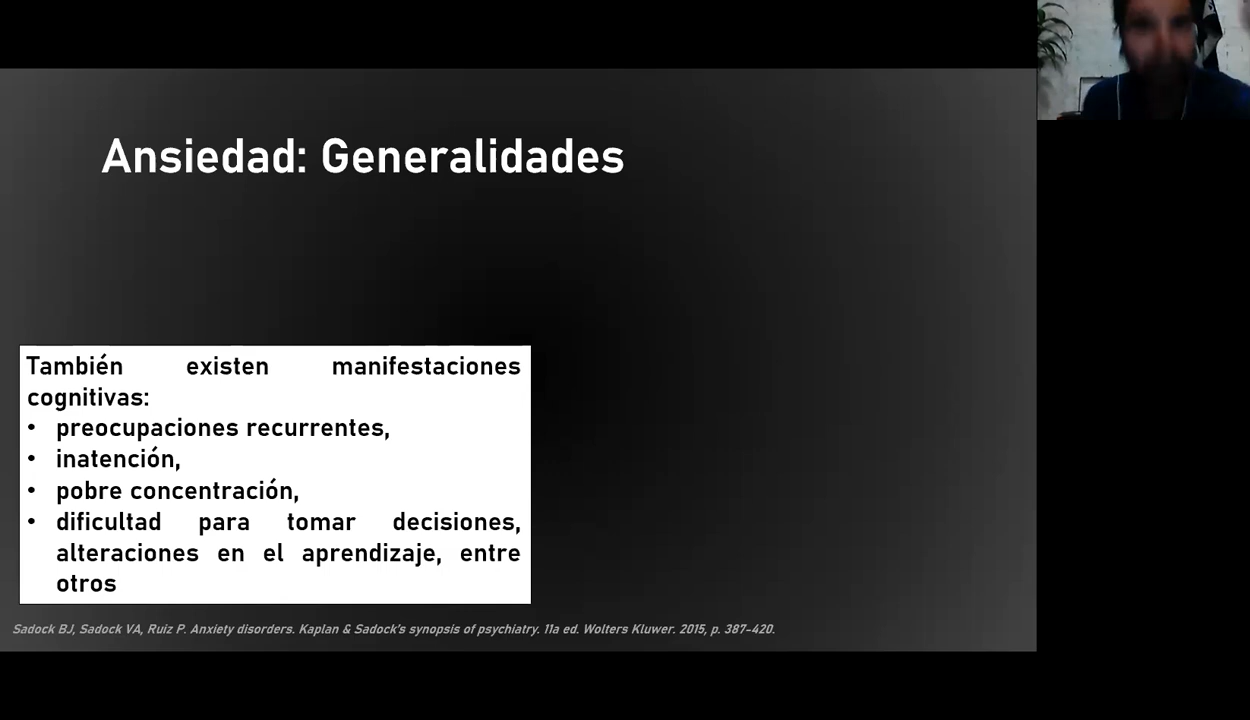 Ansiedad: Generalidades
También existen manifestaciones
cognitivas:
• preocupaciones recurrentes,
• inatención,
• pobre concentración,
• dificultad para tomar decisiones,
alteraciones en el aprendizaje, entre
otros
Sadock BJ, Sadock VA, Ruiz P. Anxiety disorders. Kaplan & Sadock's synopsis of psychiatry. 11a ed. Wolters Kluwer. 2015, p. 387-420.